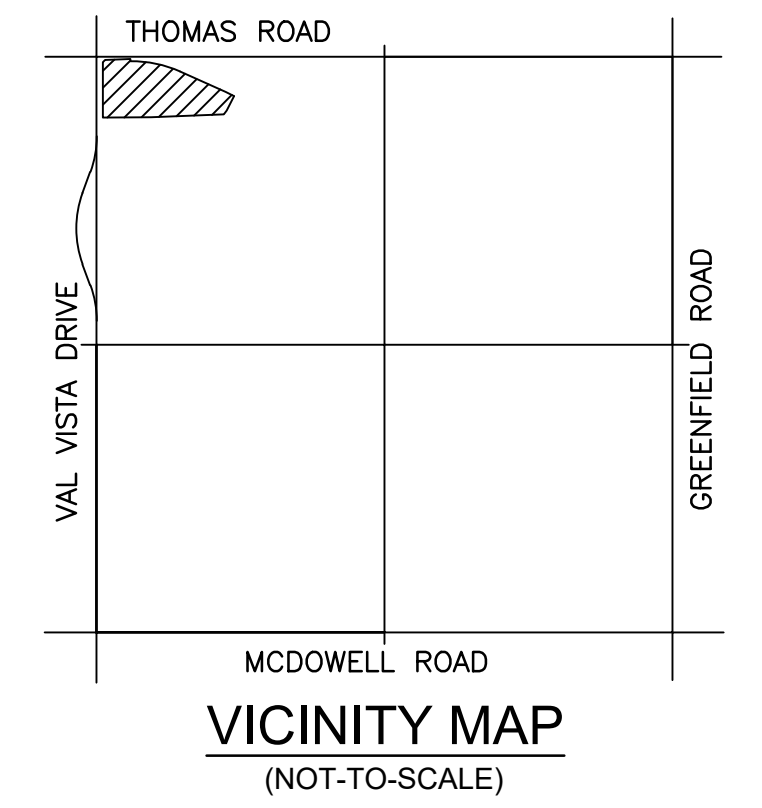 THOMAS ROAD
VAL VISTA DRIVE
GREENFIELD ROAD
MCDOWELL ROAD
VICINITY MAP
(NOT-TO-SCALE)